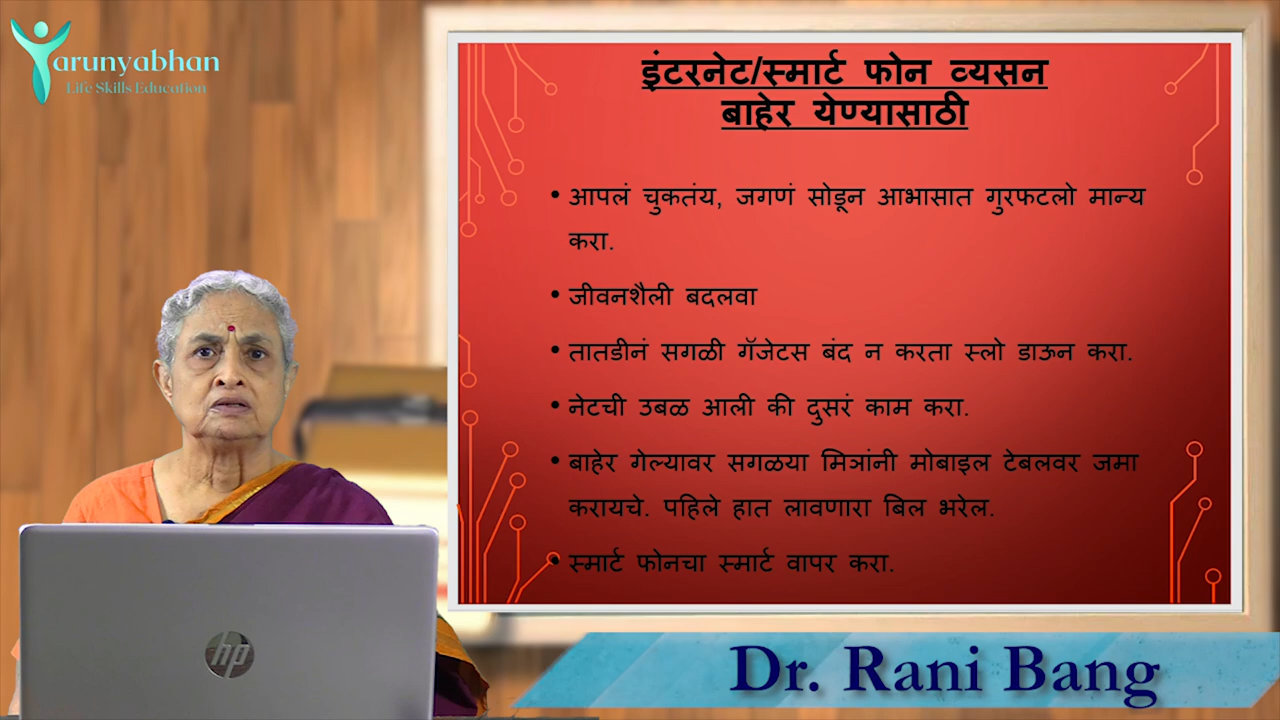 Yarunyabhan
Life Skills Education
इंटरनेट/स्मार्ट फोन व्यसन
बाहेर येण्यासाठी
• आपलं चुकतंय, जगणं सोडून आभासात गुरफटलो मान्य
करा.
• जीवनशैली बदलवा
• तातडीनं सगळी गॅजेटस बंद न करता स्लो डाऊन करा.
• नेटची उबळ आली की दुसरं काम करा.
• बाहेर गेल्यावर सगळया मित्रांनी मोबाइल टेबलवर जमा
करायचे. पहिले हात लावणारा बिल भरेल.
• स्मार्ट फोनचा स्मार्ट वापर करा.
hp
Dr. Rani Bang